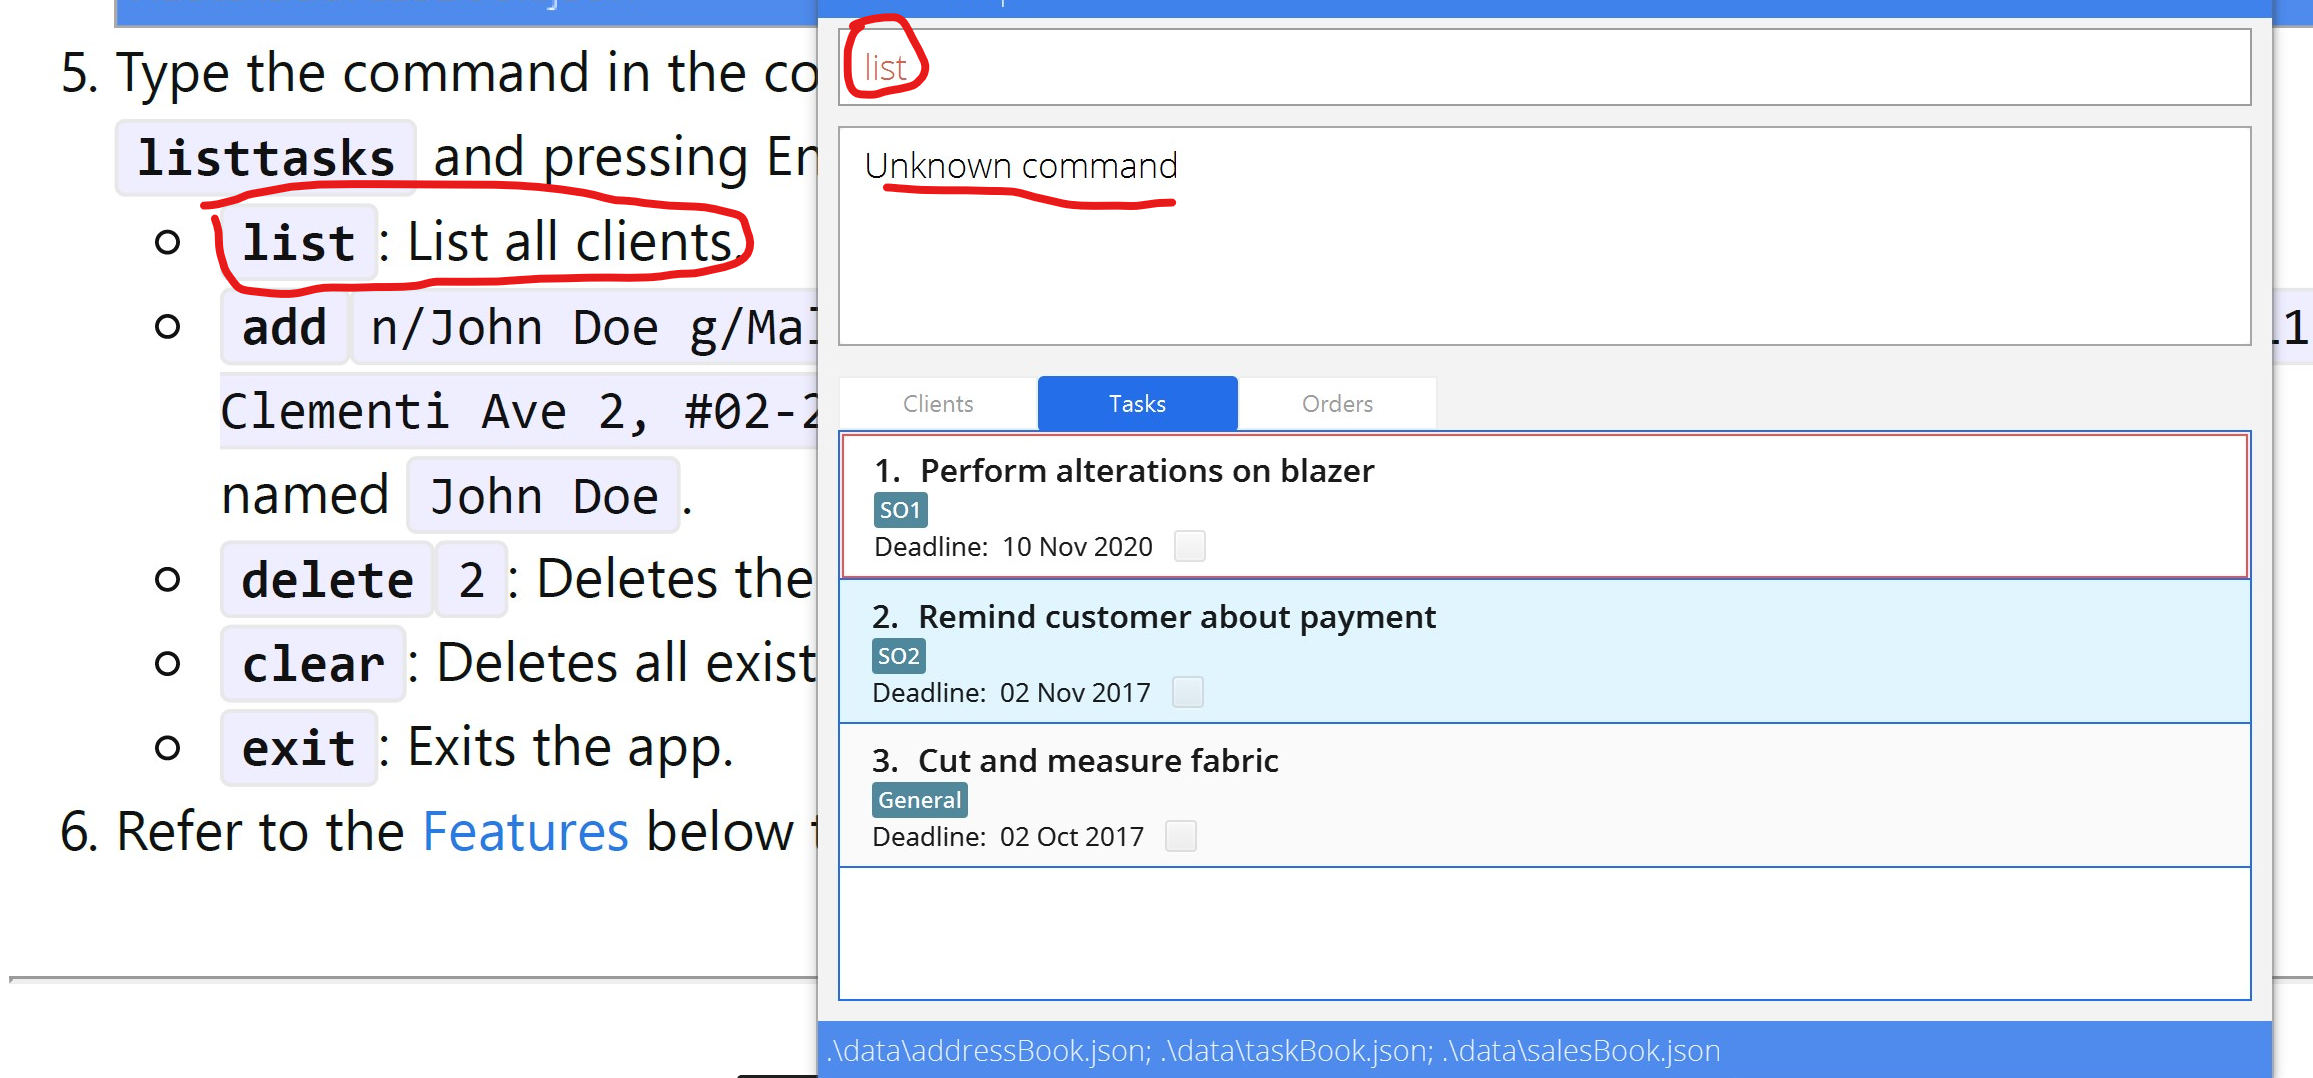 5. Type the command in the co
listtasks and pressing En
list : List all clients.
add n/John Doe g/Mal
Clementi Ave 2, #02-2
named John Doe .
delete 2 : Deletes the
clear : Deletes all exist
exit : Exits the app.
6. Refer to the Features below t
list
Unknown command
Clients Tasks Orders
1. Perform alterations on blazer
SO1
Deadline: 10 Nov 2020
2. Remind customer about payment
SO2
Deadline: 02 Nov 2017
3. Cut and measure fabric
General
Deadline: 02 Oct 2017
.\data\addressBook.json; .\data\taskBook.json; .\data\salesBook.json